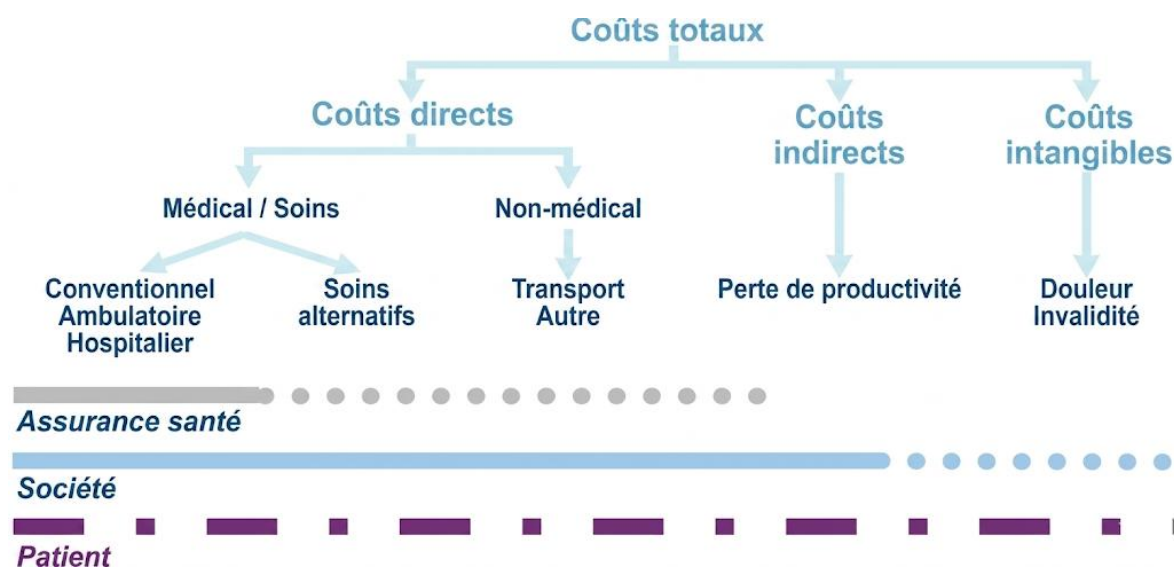 Coûts totaux
Coûts directs
Coûts
indirects
Coûts
intangibles
Médical / Soins
Non-médical
Conventionnel
Ambulatoire
Hospitalier
Soins
alternatifs
Transport
Autre
Perte de productivité
Douleur
Invalidité
Assurance santé
Société
Patient